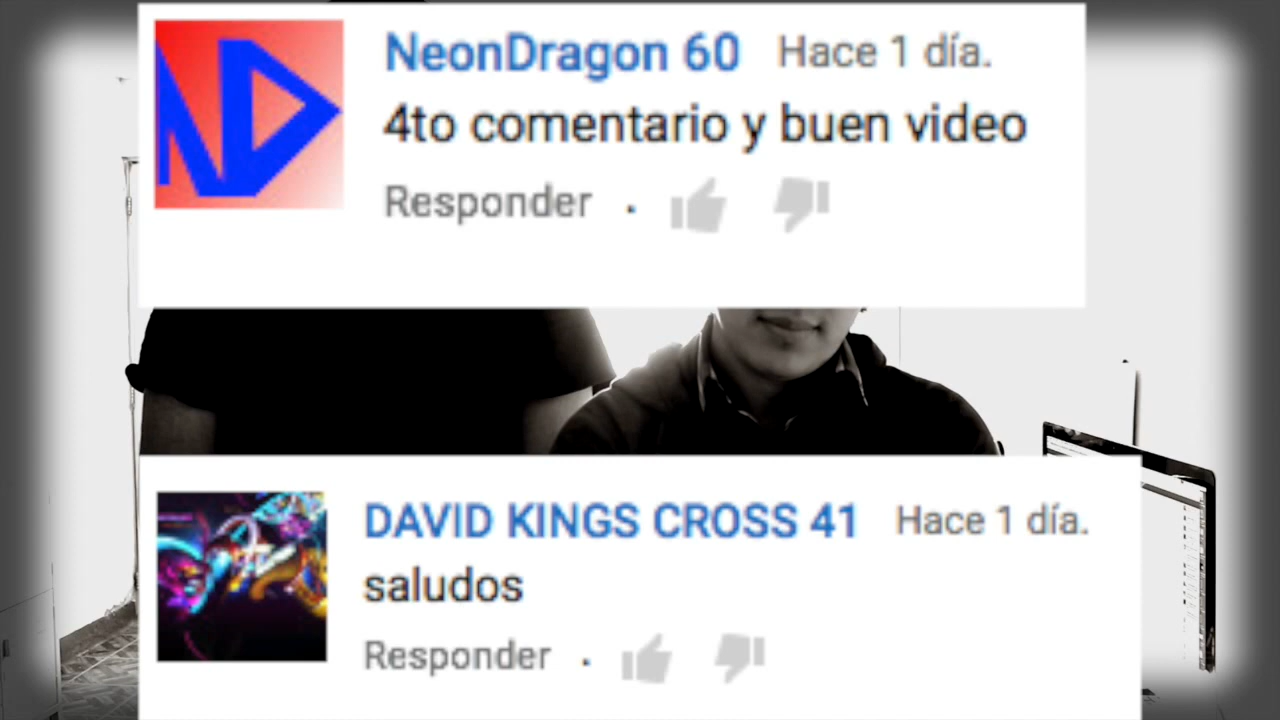 NeonDragon 60 Hace 1 día.
4to comentario y buen video
Responder .
DAVID KINGS CROSS 41 Hace 1 día.
saludos
Responder .